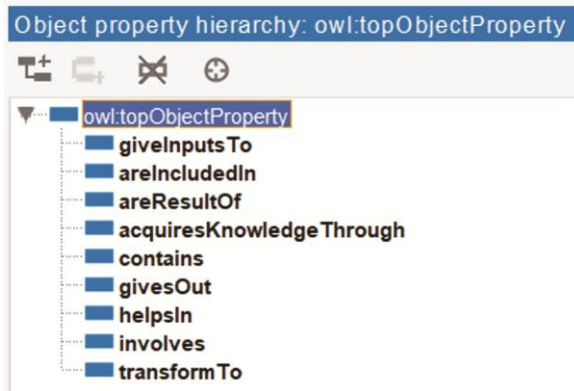 Object property hierarchy: owl:topObjectProperty
owl:topObjectProperty
giveInputsTo
areIncludedIn
areResultOf
acquiresKnowledgeThrough
contains
givesOut
helpsIn
involves
transformTo